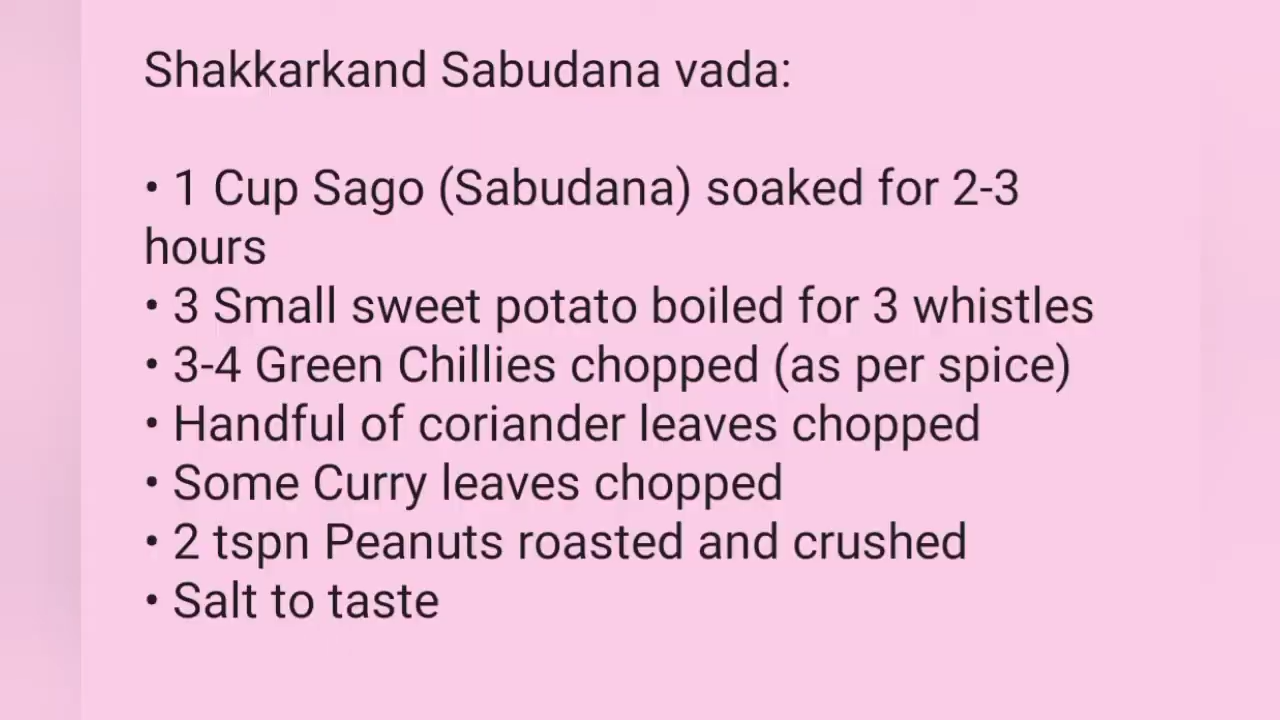 Shakkarkand Sabudana vada:
• 1 Cup Sago (Sabudana) soaked for 2-3
hours
• 3 Small sweet potato boiled for 3 whistles
• 3-4 Green Chillies chopped (as per spice)
• Handful of coriander leaves chopped
• Some Curry leaves chopped
• 2 tspn Peanuts roasted and crushed
• Salt to taste